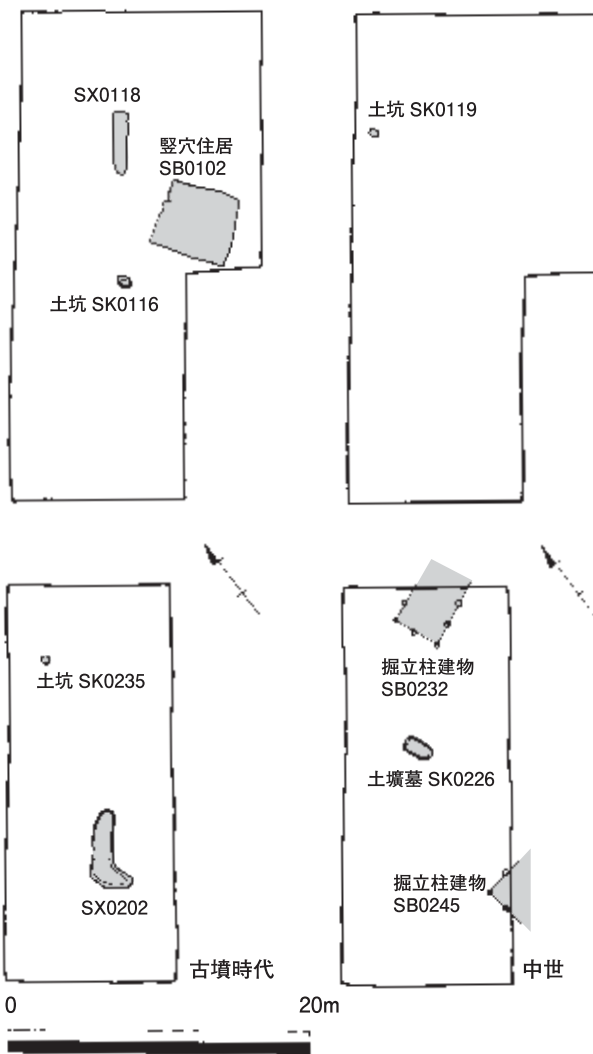 SX0118
竪穴住居
SB0102
土坑 SK0116
土坑 SK0119
土坑 SK0235
SX0202
古墳時代
掘立柱建物
SB0232
土壙墓 SK0226
掘立柱建物
SB0245
中世
0
20m